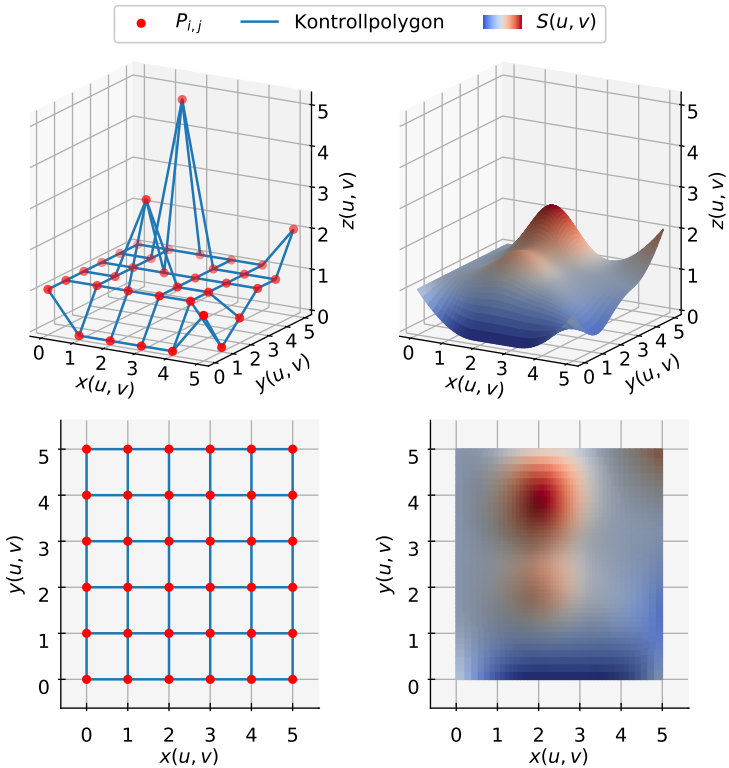 P_{i,j} Kontrollpolygon S(u, v)
5 5
4 4
3 3
z(u, v) z(u, v)
2 2
1 1
0 0
0 1 2 3 4 5 0 1 2 3 4 5
0 1 2 3 4 5 0 1 2 3 4 5
x(u, v) y(u, v) x(u, v) y(u, v)
5 5
4 4
3 3
y(u, v) y(u, v)
2 2
1 1
0 0
0 1 2 3 4 5 0 1 2 3 4 5
x(u, v) x(u, v)